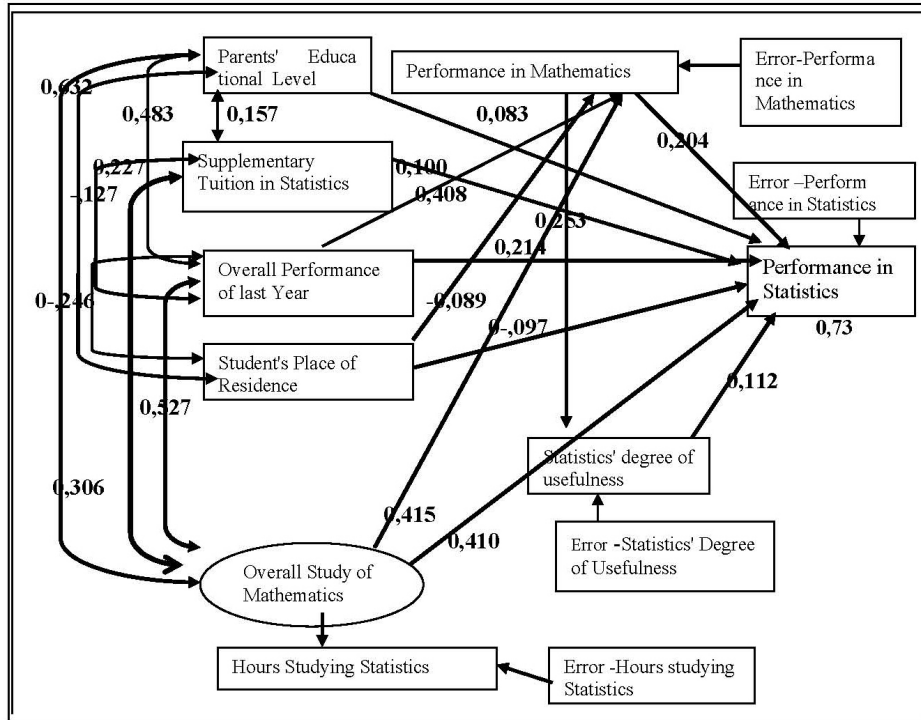 Parents' Educa
tional Level
Performance in Mathematics
Error-Performa
nce in
Mathematics
0,632
0,483
0,157
0,083
0,204
Supplementary
Tuition in Statistics
0,227
-,127
0,100
0,408
0,253
Error –Perform
ance in Statistics
Overall Performance
of last Year
0,214
Performance in
Statistics
0,73
0-,246
-0,089
0-,097
Student's Place of
Residence
0,527
0,112
Statistics' degree of
usefulness
0,306
0,415
0,410
Error -Statistics' Degree
of Usefulness
Overall Study of
Mathematics
Hours Studying Statistics
Error -Hours studying
Statistics